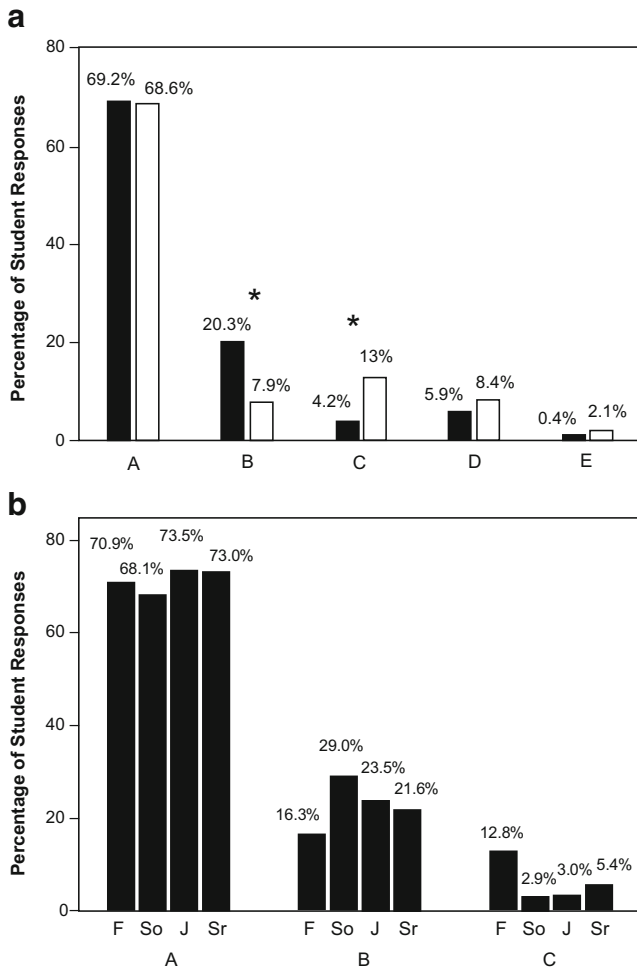 a
Percentage of Student Responses
80
60
40
20
0
69.2% 68.6%
20.3% * 7.9%
4.2% * 13%
5.9% 8.4%
0.4% 2.1%
A B C D E
b
Percentage of Student Responses
80
60
40
20
0
70.9% 68.1% 73.5% 73.0%
16.3% 29.0% 23.5% 21.6%
12.8% 2.9% 3.0% 5.4%
F So J Sr F So J Sr F So J Sr
A B C